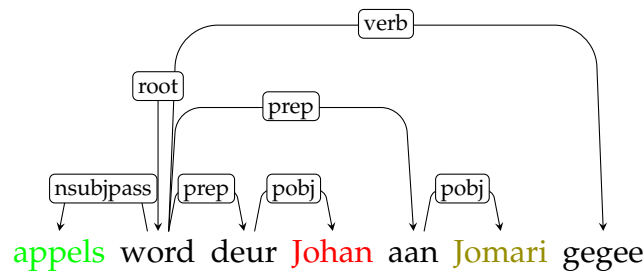 verb
root
prep
nsubjpass prep pobj pobj
appels word deur Johan aan Jomari gegee